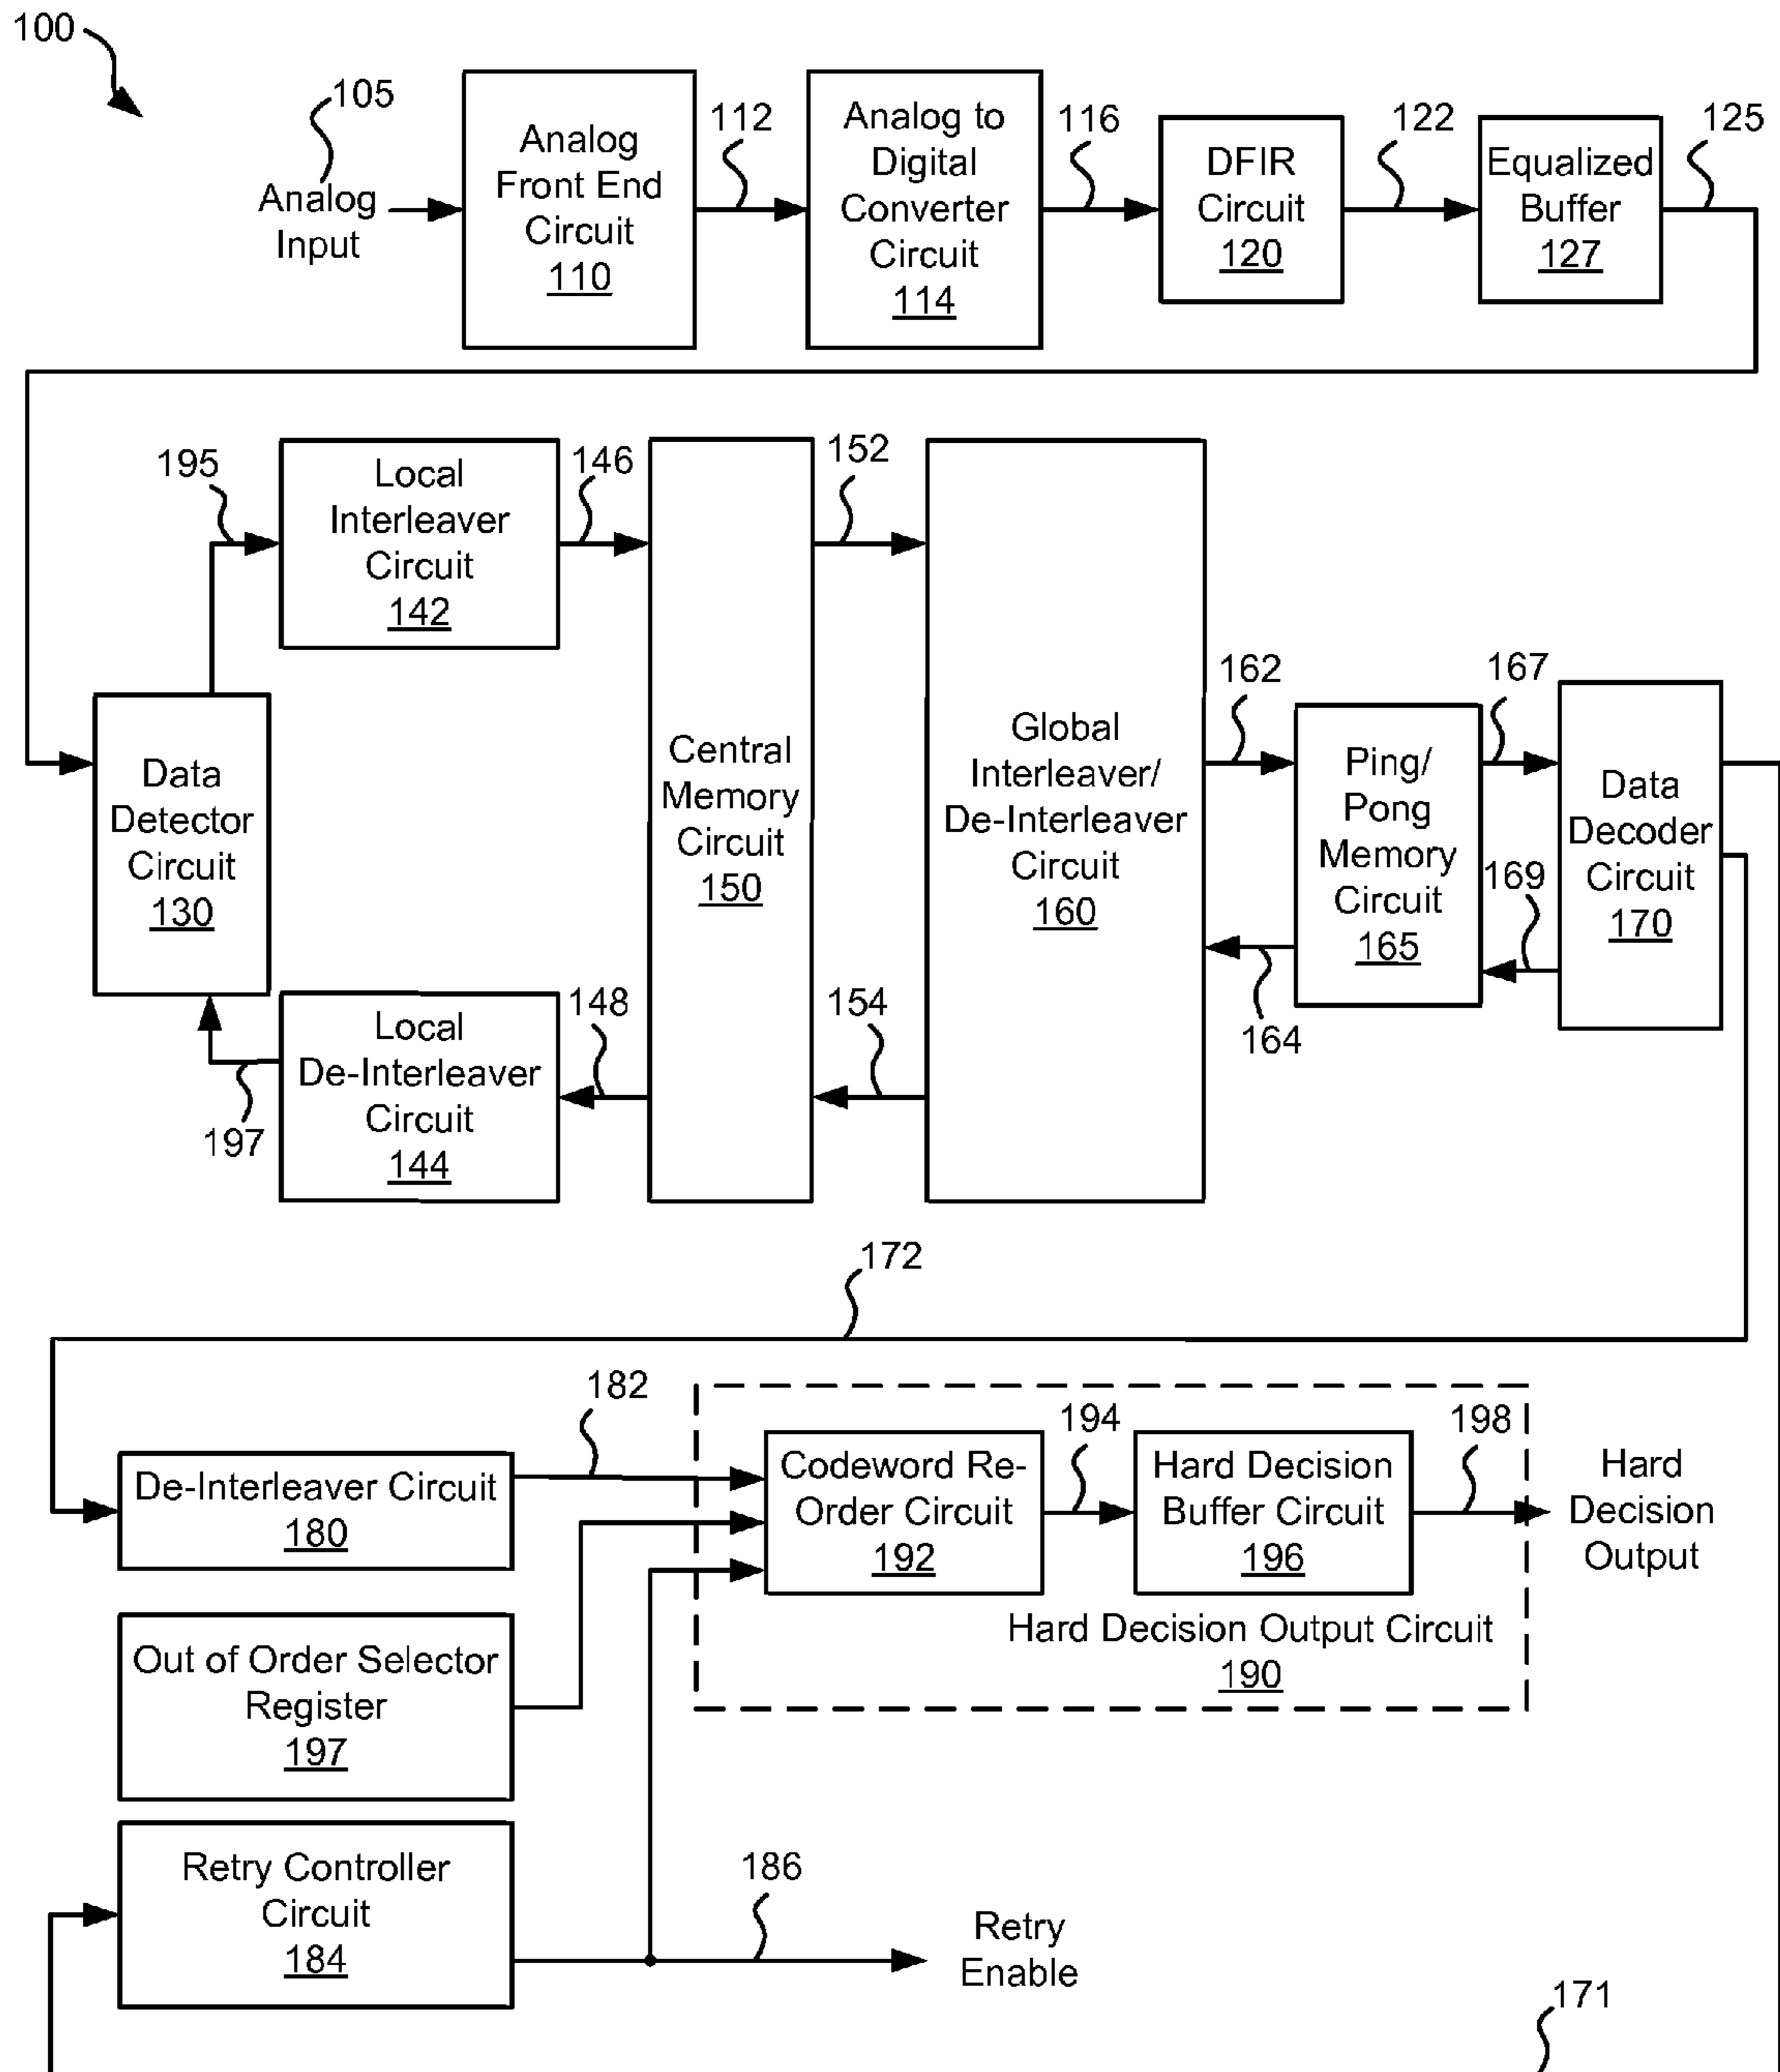 100
105
Analog
Input
Analog
Front End
Circuit
110
112
Analog to
Digital
Converter
Circuit
114
116
DFIR
Circuit
120
122
Equalized
Buffer
127
125
195
Local
Interleaver
Circuit
142
146
152
Data
Detector
Circuit
130
Central
Memory
Circuit
150
Global
Interleaver/
De-Interleaver
Circuit
160
162
Ping/
Pong
Memory
Circuit
165
167
Data
Decoder
Circuit
170
169
164
197
Local
De-Interleaver
Circuit
144
148
154
172
De-Interleaver Circuit
180
182
Codeword Re-
Order Circuit
192
194
Hard Decision
Buffer Circuit
196
198
Hard
Decision
Output
Hard Decision Output Circuit
190
Out of Order Selector
Register
197
Retry Controller
Circuit
184
186
Retry
Enable
171